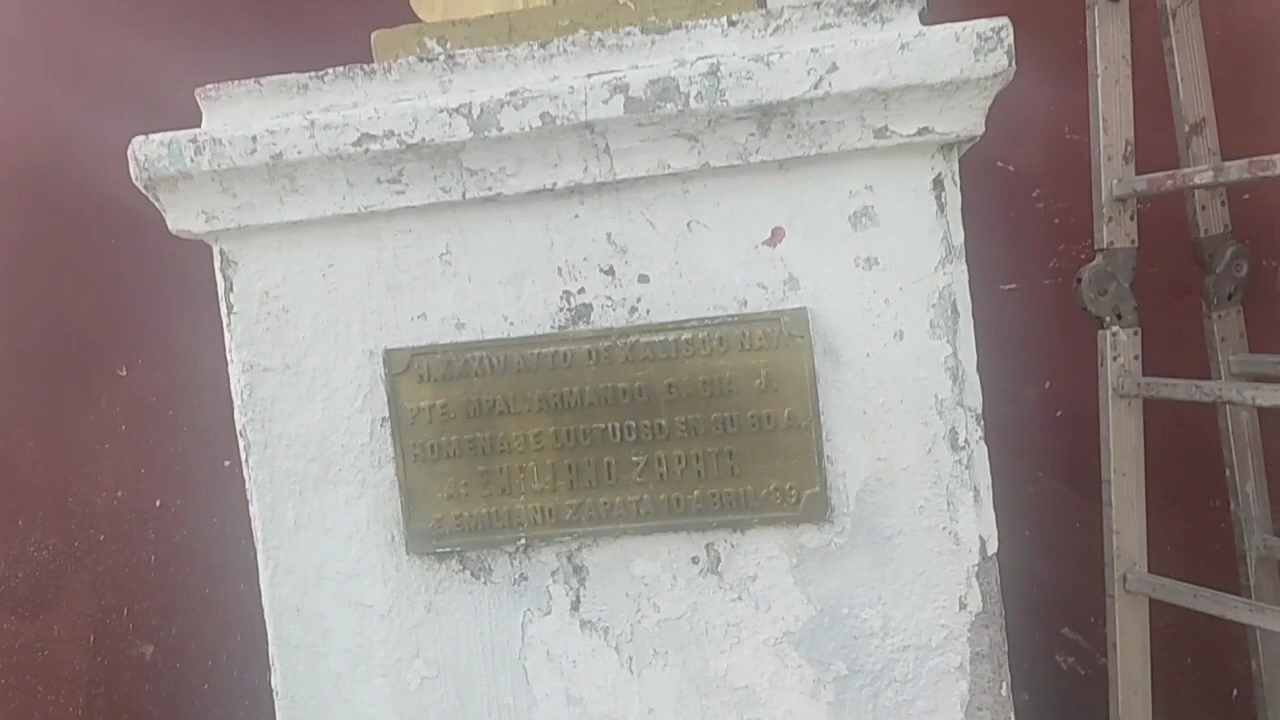 H.XXXIV AYTO DE XALISCO NAY.
PTE. MPAL. ARMANDO. J.
HOMENAJE LUCTUOSO, EN SU 80 A.
A: EMILIANO ZAPATA
E. EMILIANO ZAPATA 10 ABRIL 99